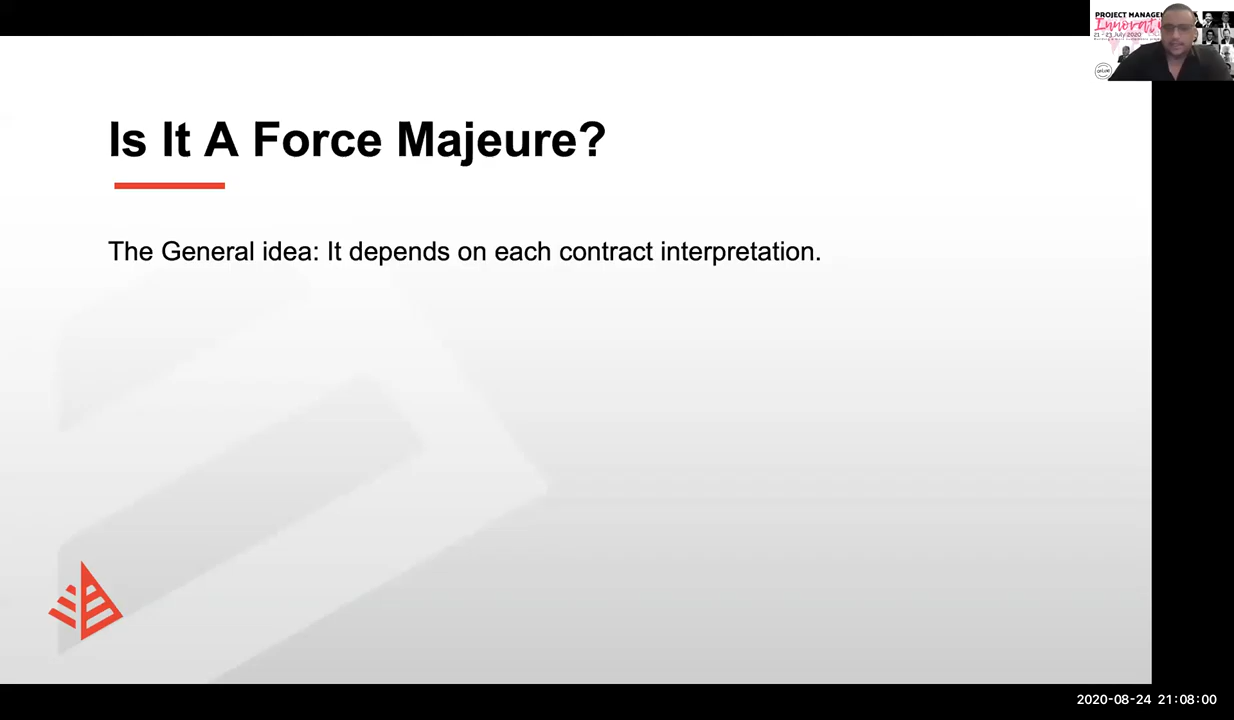 PROJECT MANAGEM
Innovat
21 - 23 July 2020
Is It A Force Majeure?
The General idea: It depends on each contract interpretation.
2020-08-24 21:08:00